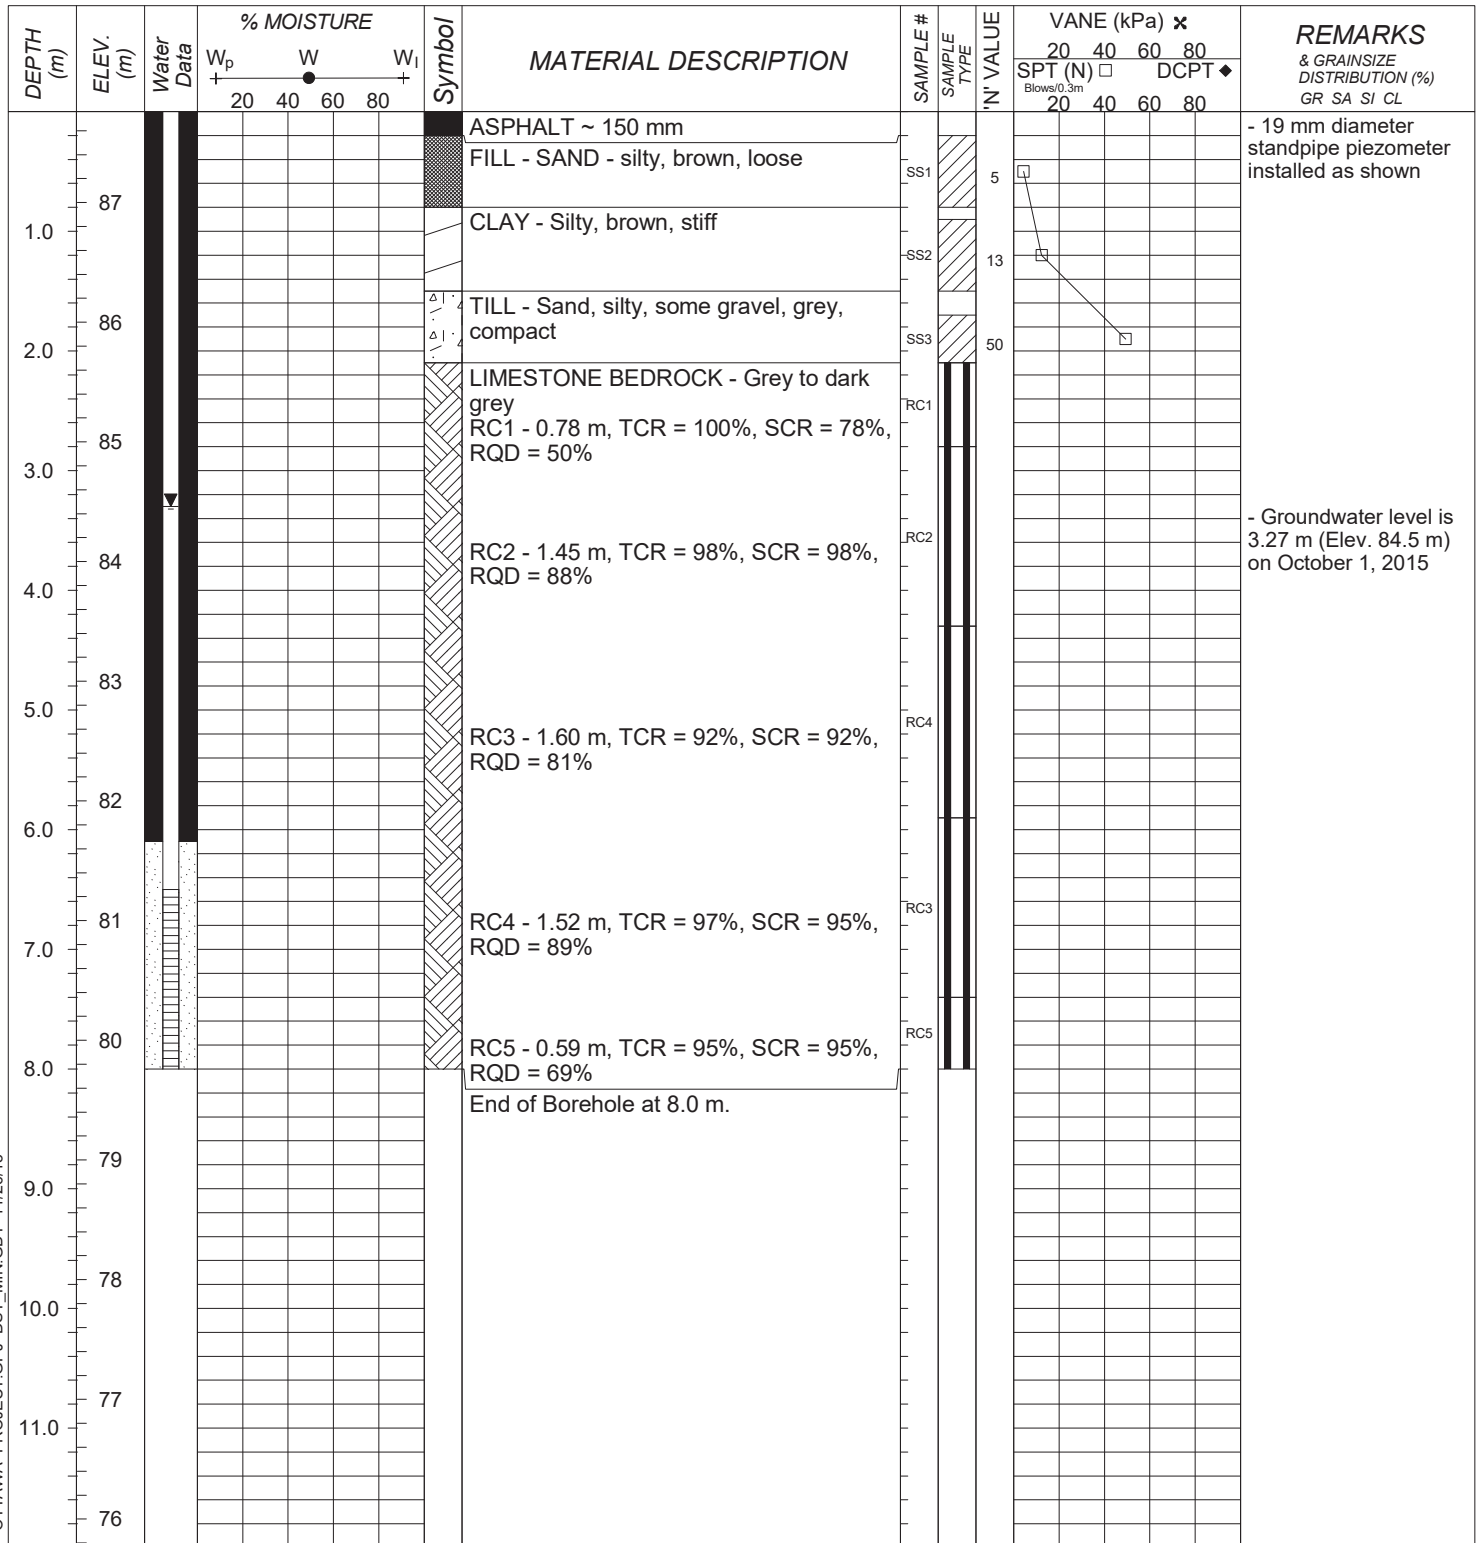 DEPTH (m)
ELEV. (m)
Water Data
% MOISTURE
Wp W Wl
20 40 60 80
Symbol
MATERIAL DESCRIPTION
SAMPLE #
SAMPLE TYPE
'N' VALUE
VANE (kPa)
20 40 60 80
SPT (N) DCPT
Blows/0.3m
20 40 60 80
REMARKS
& GRAINSIZE
DISTRIBUTION (%)
GR SA SI CL
ASPHALT ~ 150 mm
- 19 mm diameter
standpipe piezometer
installed as shown
FILL - SAND - silty, brown, loose
SS1
5
87
CLAY - Silty, brown, stiff
1.0
SS2
13
TILL - Sand, silty, some gravel, grey,
compact
86
SS3
50
2.0
LIMESTONE BEDROCK - Grey to dark
grey
RC1
RC1 - 0.78 m, TCR = 100%, SCR = 78%,
RQD = 50%
85
3.0
- Groundwater level is
3.27 m (Elev. 84.5 m)
on October 1, 2015
RC2
RC2 - 1.45 m, TCR = 98%, SCR = 98%,
RQD = 88%
84
4.0
83
5.0
RC4
RC3 - 1.60 m, TCR = 92%, SCR = 92%,
RQD = 81%
82
6.0
RC3
81
RC4 - 1.52 m, TCR = 97%, SCR = 95%,
RQD = 89%
7.0
RC5
80
RC5 - 0.59 m, TCR = 95%, SCR = 95%,
RQD = 69%
8.0
End of Borehole at 8.0 m.
79
9.0
78
10.0
77
11.0
76